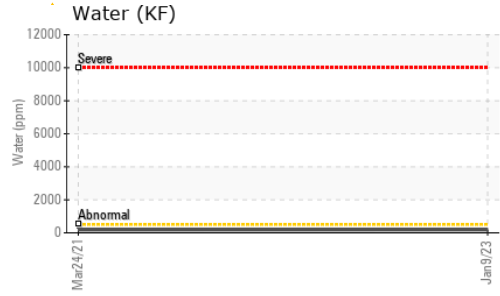 Water (KF)
12000
10000
8000
6000
4000
2000
0
Water (ppm)
Severe
Abnormal
Mar24/21
Jan9/23